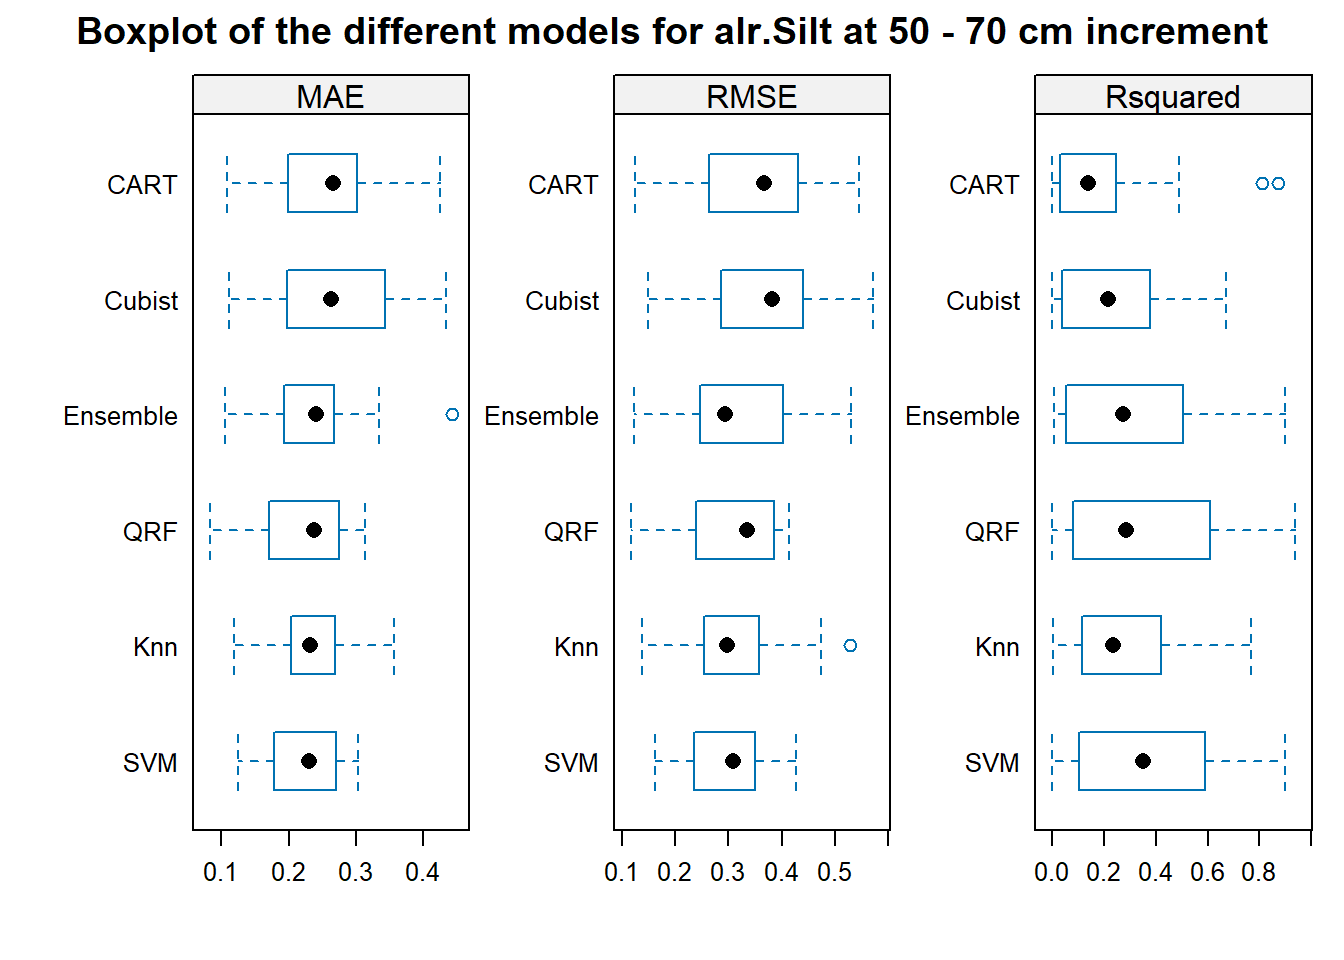 Boxplot of the different models for alr.Silt at 50 - 70 cm increment
MAE
CART
Cubist
Ensemble
QRF
Knn
SVM
0.1 0.2 0.3 0.4
RMSE
CART
Cubist
Ensemble
QRF
Knn
SVM
0.1 0.2 0.3 0.4 0.5
Rsquared
CART
Cubist
Ensemble
QRF
Knn
SVM
0.0 0.2 0.4 0.6 0.8